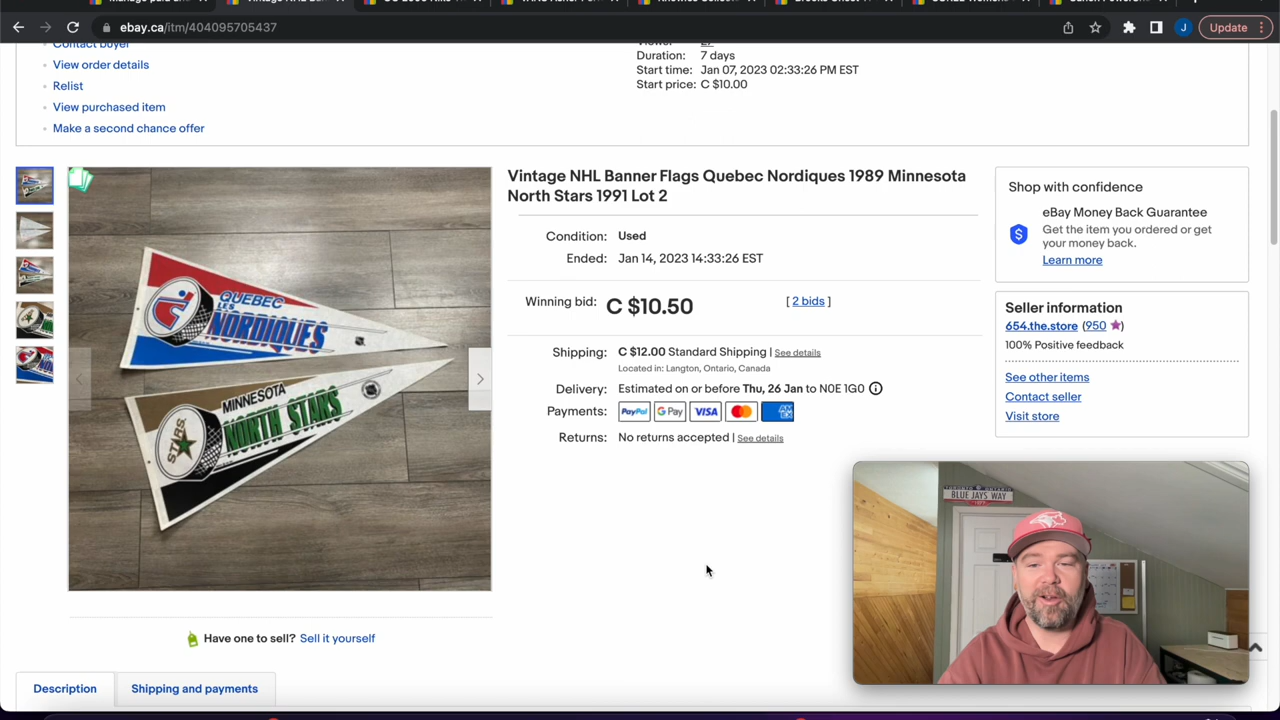 ebay.ca/itm/404095705437
J
Update
Contact buyer
View order details
Relist
View purchased item
Make a second chance offer
Duration: 7 days
Start time: Jan 07, 2023 02:33:26 PM EST
Start price: C $10.00
QUEBEC
LES
NORDIQUES
MINNESOTA
NORTH STARS
STARS
Vintage NHL Banner Flags Quebec Nordiques 1989 Minnesota
North Stars 1991 Lot 2
Condition: Used
Ended: Jan 14, 2023 14:33:26 EST
Winning bid: C $10.50 [ 2 bids ]
Shipping: C $12.00 Standard Shipping | See details
Located in: Langton, Ontario, Canada
Delivery: Estimated on or before Thu, 26 Jan to N0E 1G0
Payments: PayPal G Pay VISA
Returns: No returns accepted | See details
Shop with confidence
eBay Money Back Guarantee
Get the item you ordered or get
your money back.
Learn more
Seller information
654.the.store (950)
100% Positive feedback
See other items
Contact seller
Visit store
BLUE JAYS WAY
Have one to sell? Sell it yourself
Description
Shipping and payments